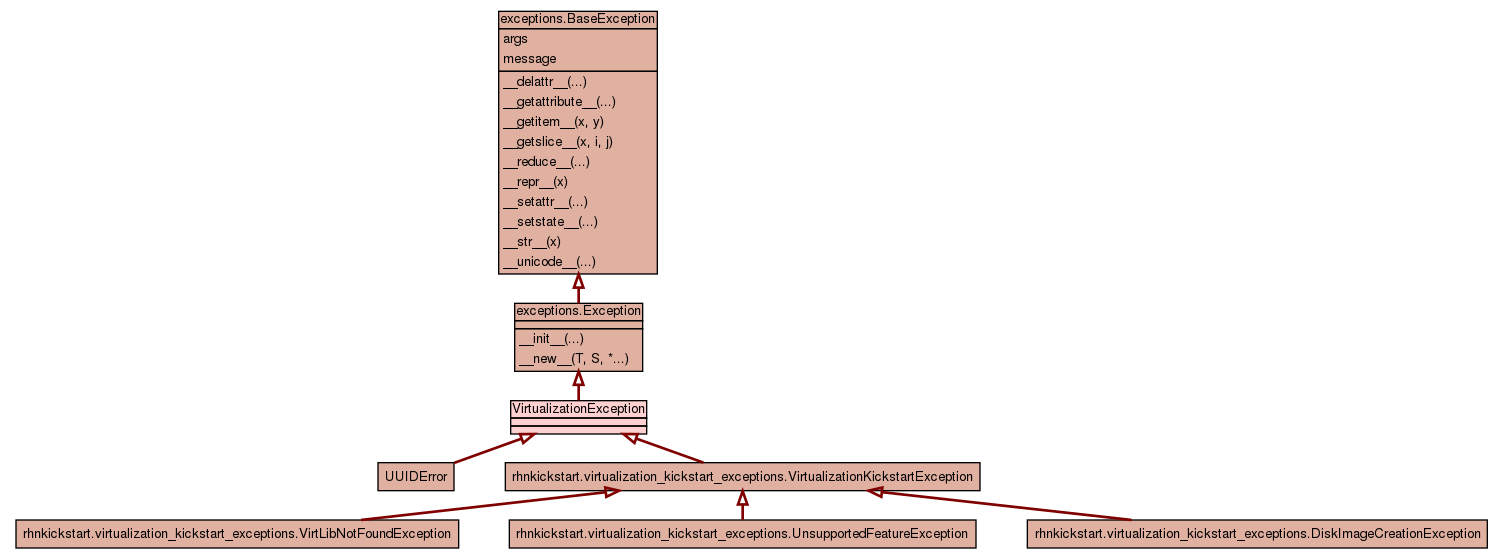 exceptions.BaseException
args
message
__delattr__(...)
__getattribute__(...)
__getitem__(x, y)
__getslice__(x, i, j)
__reduce__(...)
__repr__(x)
__setattr__(...)
__setstate__(...)
__str__(x)
__unicode__(...)
exceptions.Exception
__init__(...)
__new__(T, S, *...)
VirtualizationException
UUIDError
rhnkickstart.virtualization_kickstart_exceptions.VirtualizationKickstartException
rhnkickstart.virtualization_kickstart_exceptions.VirtLibNotFoundException
rhnkickstart.virtualization_kickstart_exceptions.UnsupportedFeatureException
rhnkickstart.virtualization_kickstart_exceptions.DiskImageCreationException